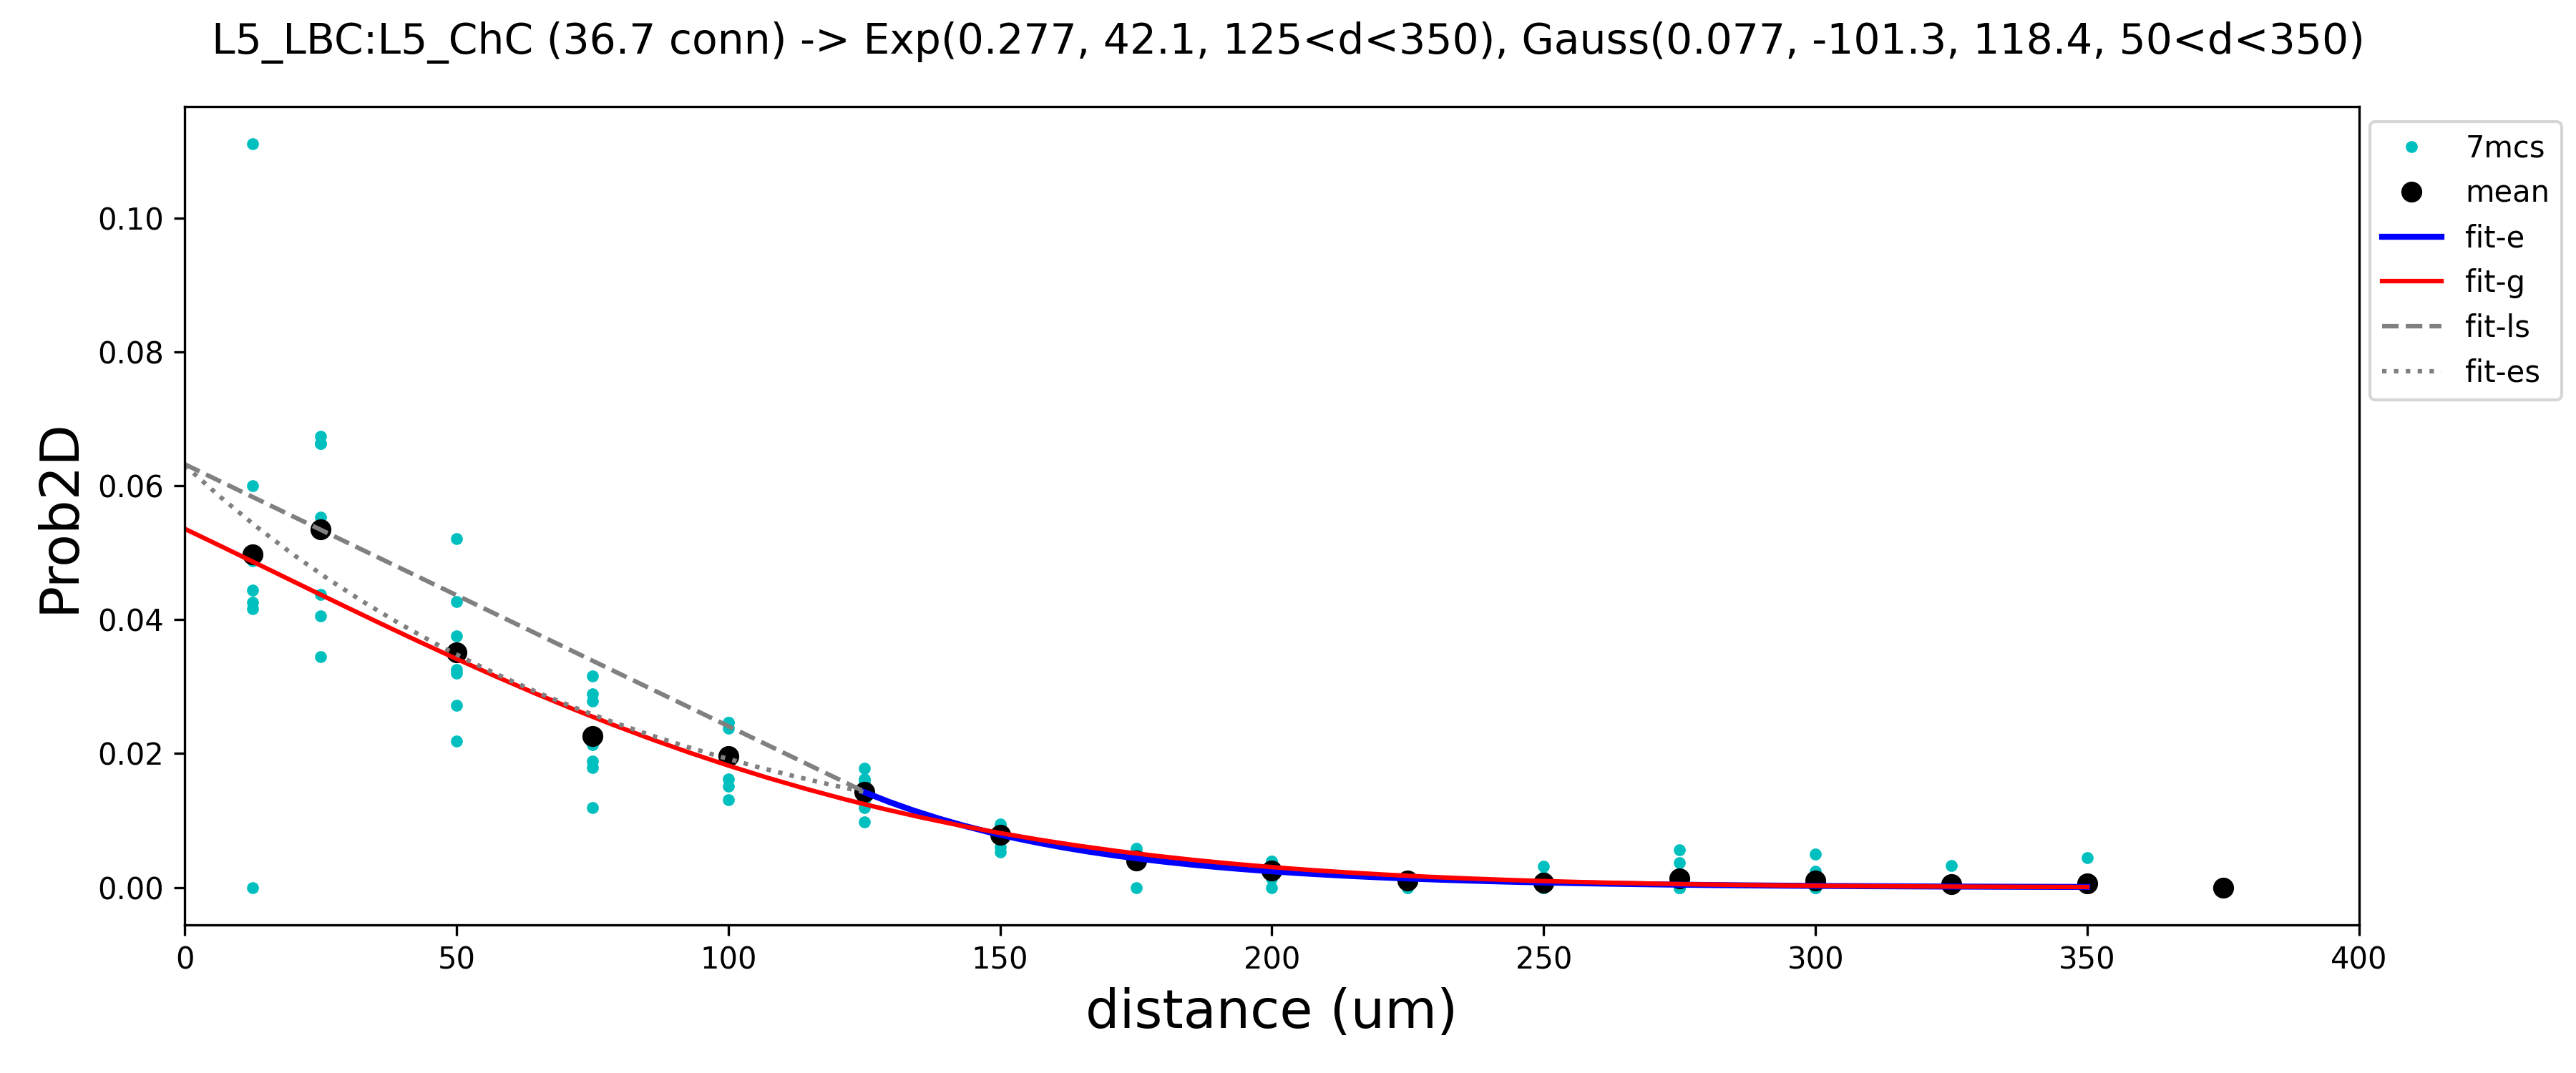 L5_LBC:L5_ChC (36.7 conn) -> Exp(0.277, 42.1, 125<d<350), Gauss(0.077, -101.3, 118.4, 50<d<350)
7mcs
mean
fit-e
fit-g
fit-ls
fit-es
0.10
0.08
0.06
0.04
0.02
0.00
Prob2D
0 50 100 150 200 250 300 350 400
distance (um)